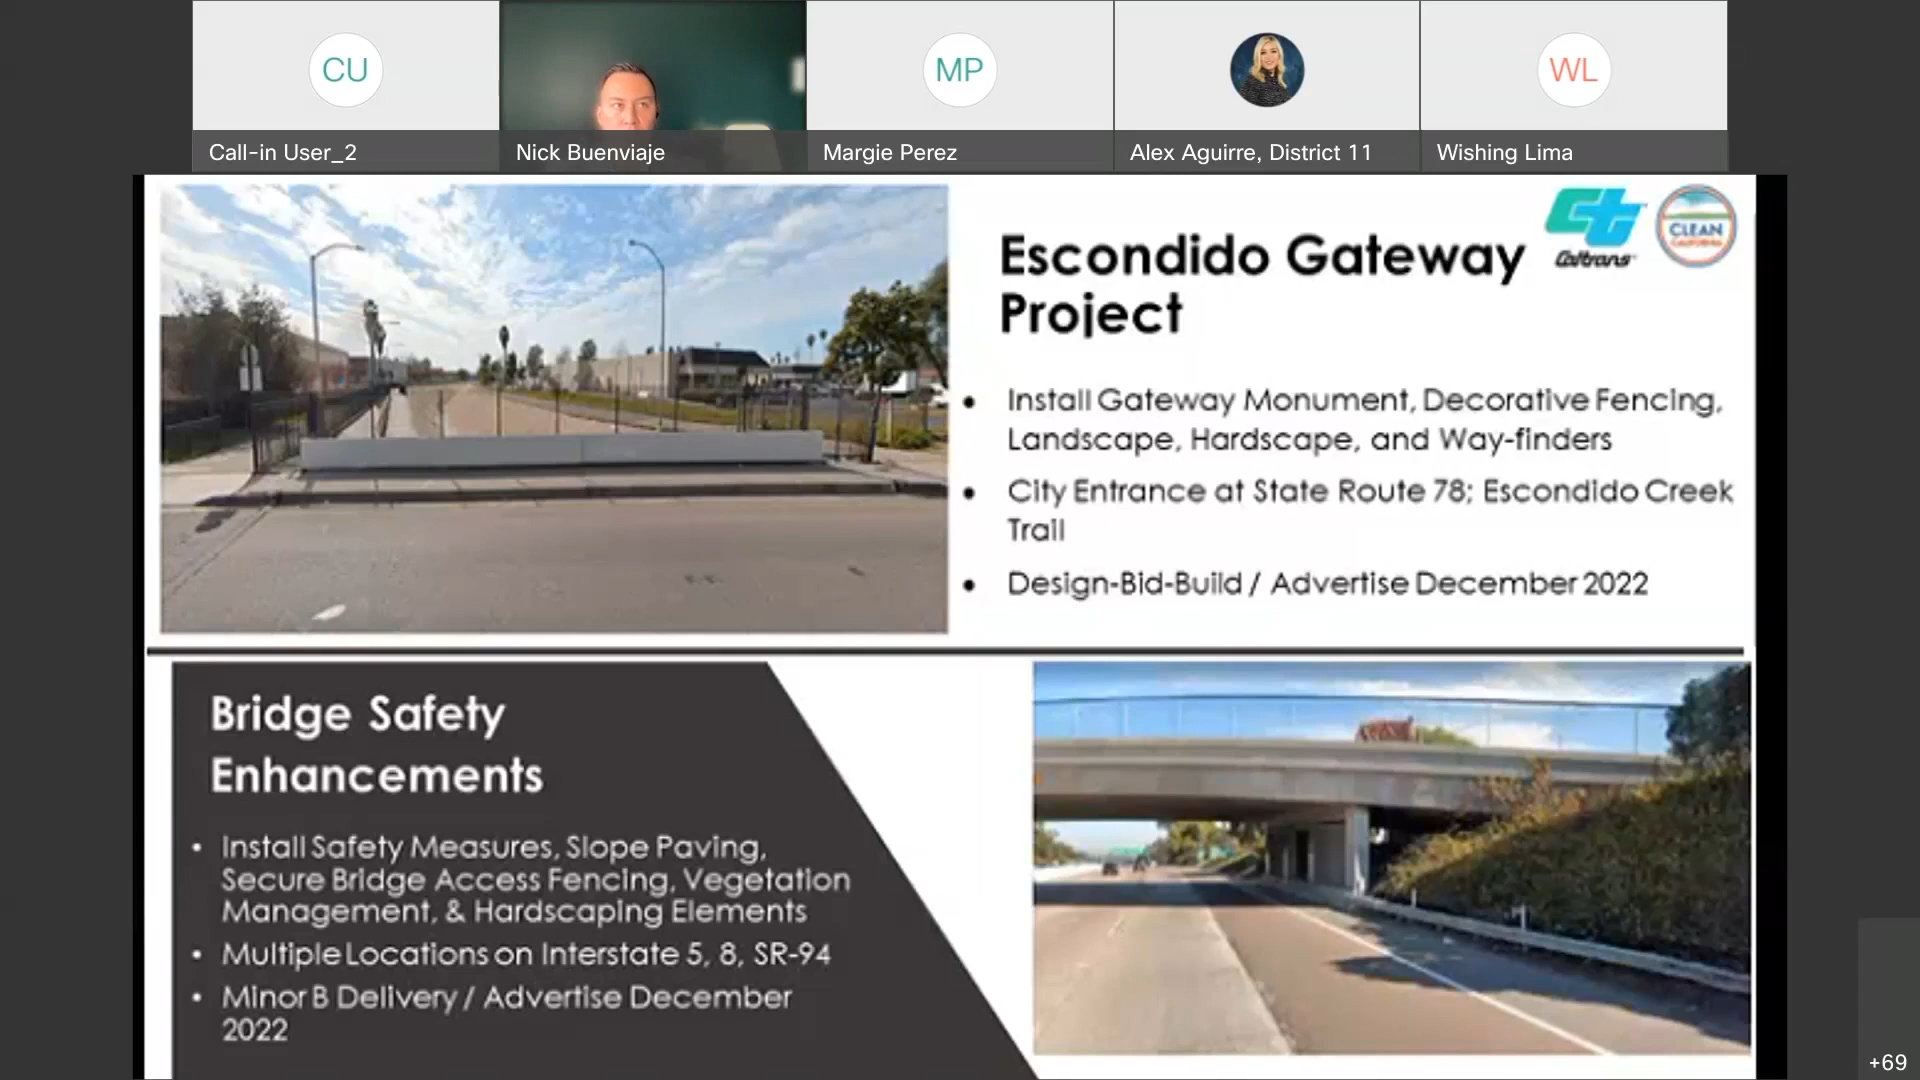 CU
MP
WL
Call-in User_2
Nick Buenviaje
Margie Perez
Alex Aguirre, District 11
Wishing Lima
Escondido Gateway
Project
Caltrans
CLEAN
CALIFORNIA
• Install Gateway Monument, Decorative Fencing,
Landscape, Hardscape, and Way-finders
• City Entrance at State Route 78; Escondido Creek
Trail
• Design-Bid-Build / Advertise December 2022
Bridge Safety
Enhancements
• Install Safety Measures, Slope Paving,
Secure Bridge Access Fencing, Vegetation
Management, & Hardscaping Elements
• Multiple Locations on Interstate 5, 8, SR-94
• Minor B Delivery / Advertise December
2022
+69